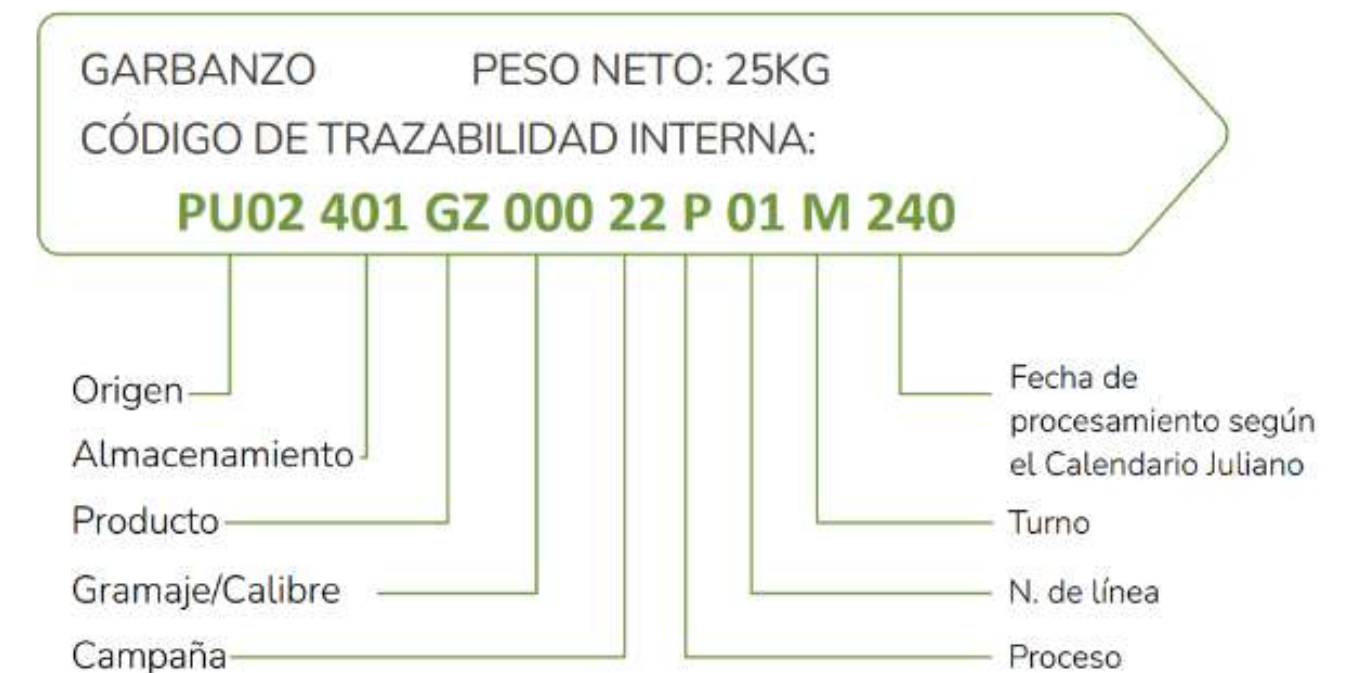 GARBANZO PESO NETO: 25KG
CÓDIGO DE TRAZABILIDAD INTERNA:
PU02 401 GZ 000 22 P 01 M 240
Origen
Almacenamiento
Producto
Gramaje/Calibre
Campaña
Fecha de
procesamiento según
el Calendario Juliano
Turno
N. de línea
Proceso